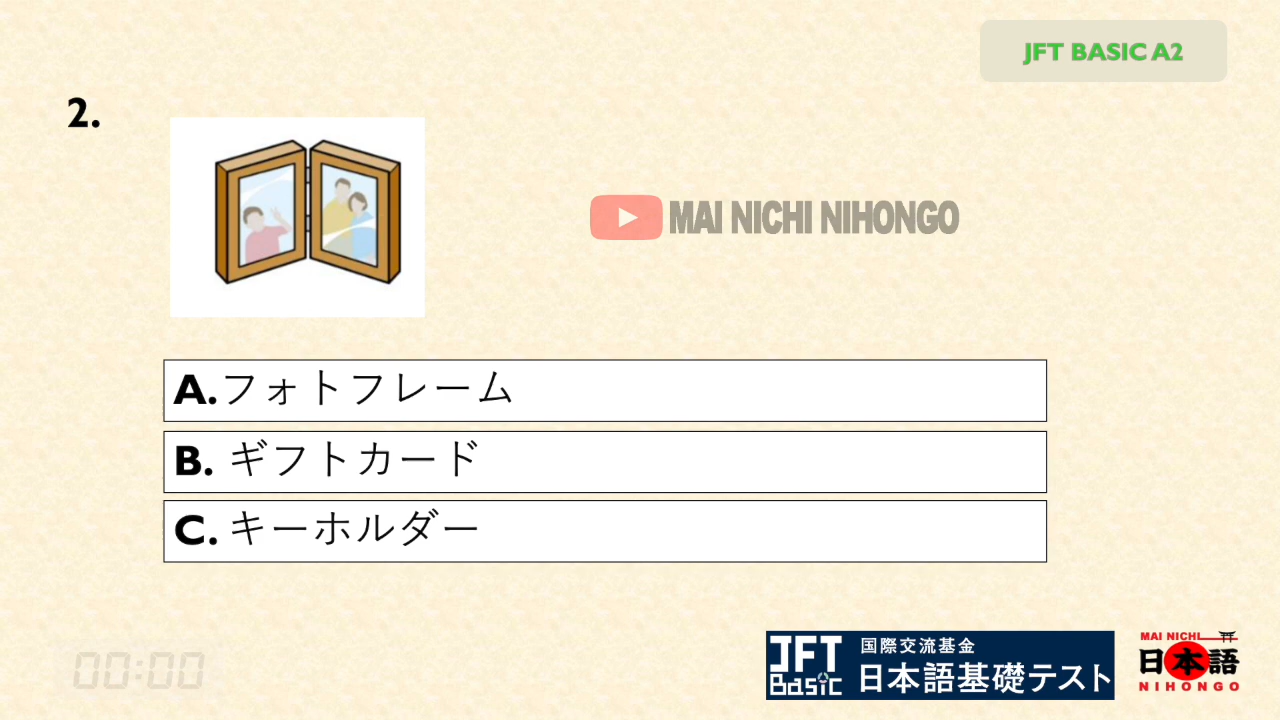 JFT BASIC A2
2.
MAI NICHI NIHONGO
A.フォトフレーム
B. ギフトカード
C. キーホルダー
00:00
JFT Basic
国際交流基金
日本語基礎テスト
MAI NICHI
日本語
NIHONGO